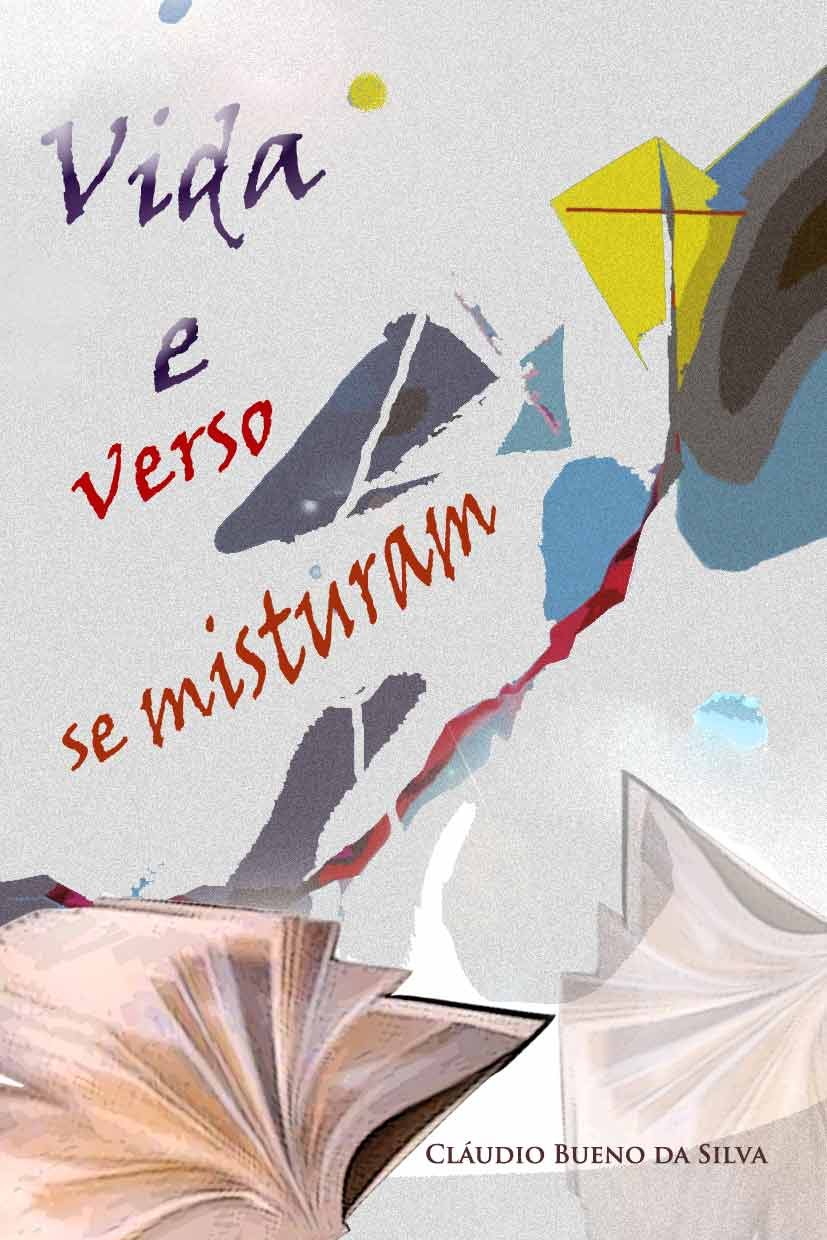 Vida
e
verso
se misturam
Cláudio Bueno da Silva